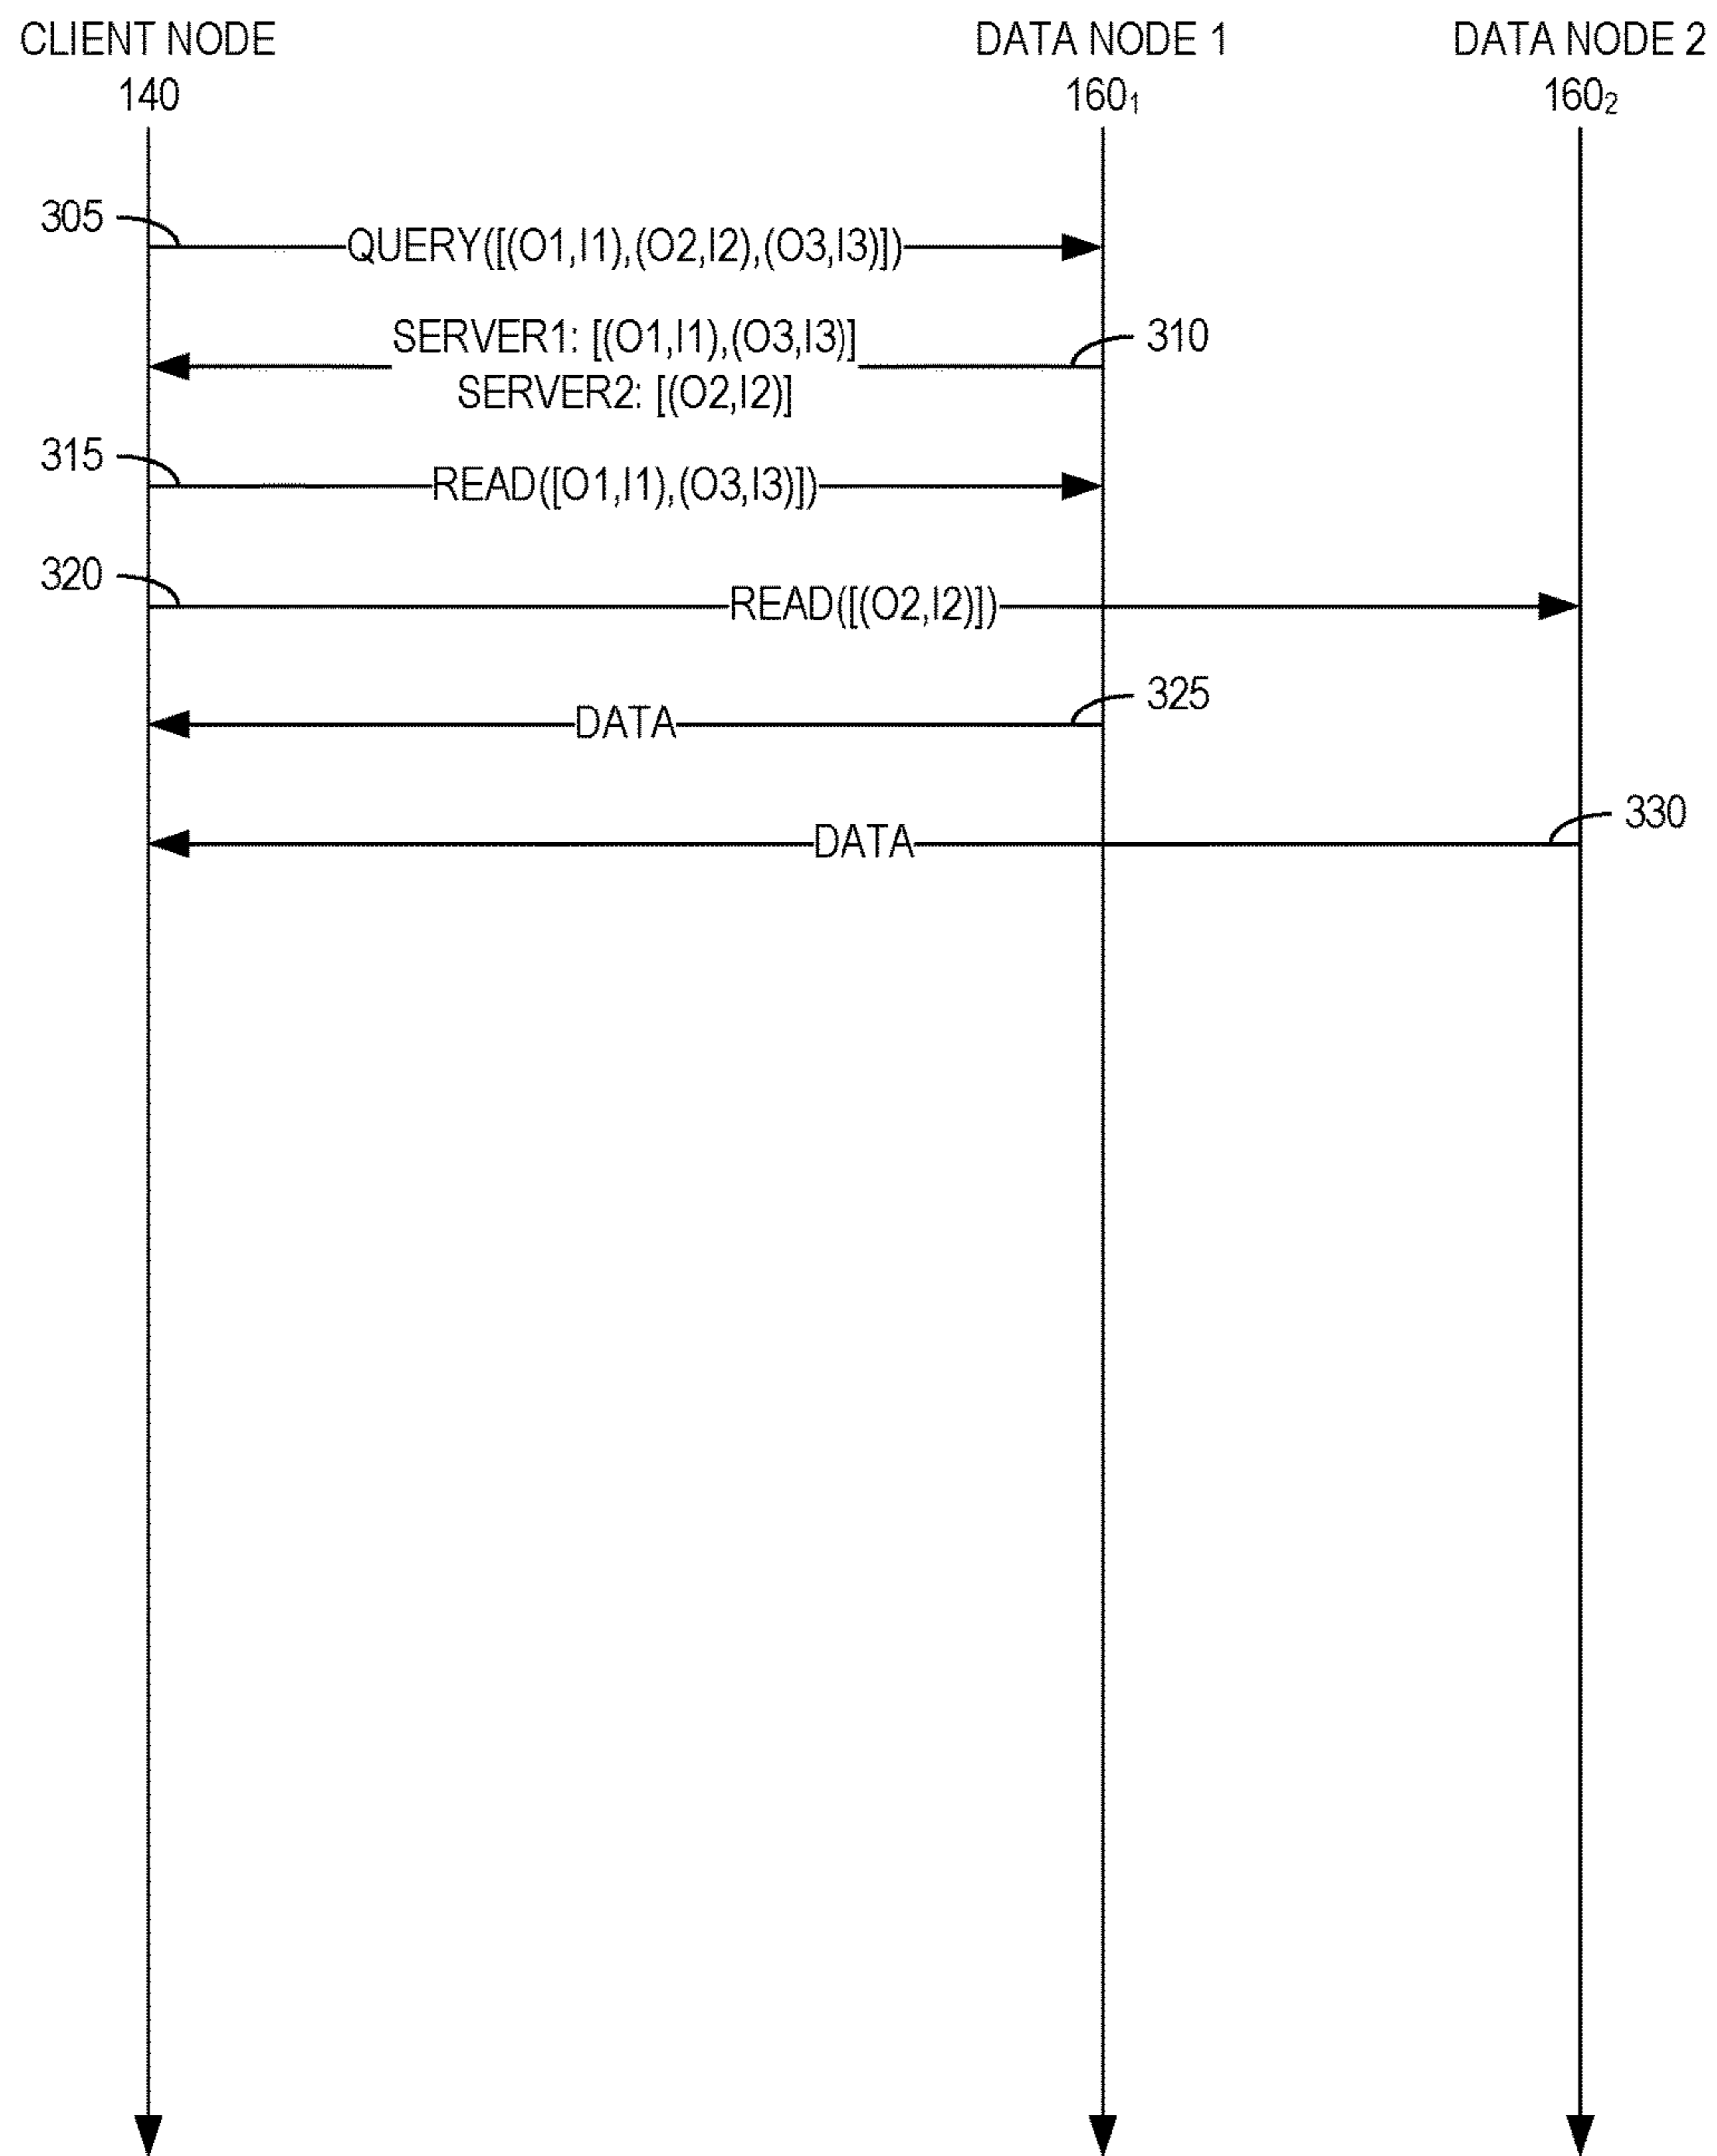 CLIENT NODE
140
DATA NODE 1
160₁
DATA NODE 2
160₂
305
QUERY([(O1,I1),(O2,I2),(O3,I3)])
SERVER1: [(O1,I1),(O3,I3)]
SERVER2: [(O2,I2)]
310
315
READ([O1,I1),(O3,I3)])
320
READ([(O2,I2)])
325
DATA
330
DATA